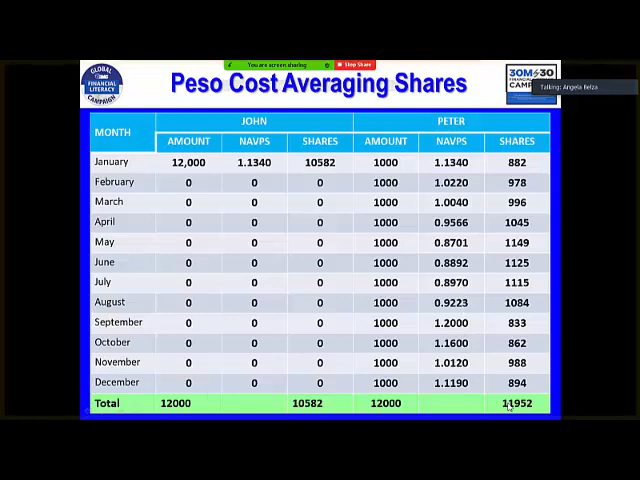 You are screen sharing
Stop Share
GLOBAL
FINANCIAL
LITERACY
CAMPAIGN
Peso Cost Averaging Shares
30M 30
FINANCIAL
CAMP
Talking: Angela Belza
MONTH JOHN PETER
AMOUNT NAVPS SHARES AMOUNT NAVPS SHARES
January 12,000 1.1340 10582 1000 1.1340 882
February 0 0 0 1000 1.0220 978
March 0 0 0 1000 1.0040 996
April 0 0 0 1000 0.9566 1045
May 0 0 0 1000 0.8701 1149
June 0 0 0 1000 0.8892 1125
July 0 0 0 1000 0.8970 1115
August 0 0 0 1000 0.9223 1084
September 0 0 0 1000 1.2000 833
October 0 0 0 1000 1.1600 862
November 0 0 0 1000 1.0120 988
December 0 0 0 1000 1.1190 894
Total 12000 10582 12000 11952